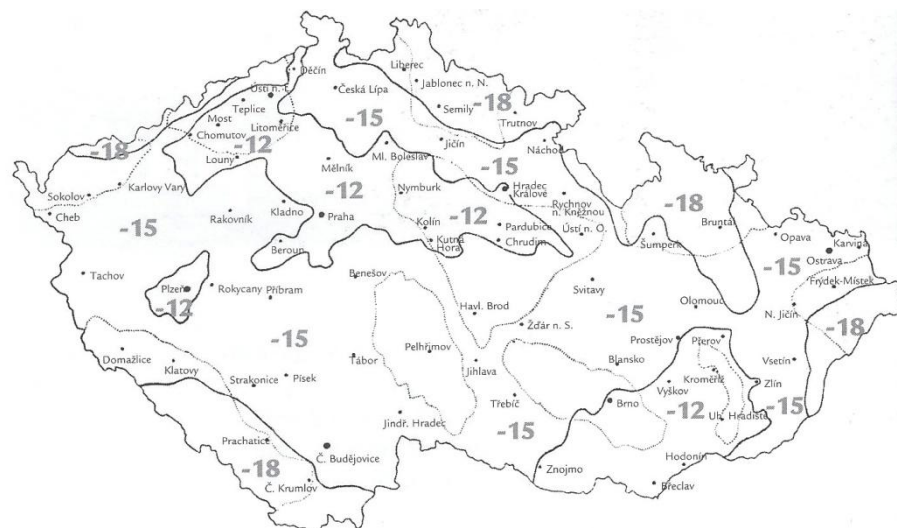 Děčín
Liberec
Ústí n. L.
Česká Lípa
Jablonec n. N.
Teplice
-18
Most
-15
Semily
Chomutov
Litoměřice
Trutnov
-12
-18
Jičín
Náchod
Louny
Ml. Boleslav
-15
Mělník
Karlovy Vary
Sokolov
-12
Nymburk
Hradec
Králové
Rychnov
n. Kněžnou
-18
Cheb
Kladno
Rakovník
Praha
-12
-15
Kolín
Pardubice
Ústí n. O.
Bruntál
Kutná
Hora
Chrudim
Šumperk
Opava
Karviná
Beroun
Ostrava
-15
Tachov
Benešov
Frýdek-Místek
Plzeň
Rokycany
Příbram
Svitavy
-12
Olomouc
N. Jičín
Havl. Brod
-15
-15
Žďár n. S.
Prostějov
Přerov
-18
Domažlice
Klatovy
Tábor
Pelhřimov
Jihlava
Blansko
Vsetín
Strakonice
Písek
Kroměříž
Vyškov
Zlín
Třebíč
Brno
-12
-15
Jindř. Hradec
Uh. Hradiště
-15
Prachatice
Č. Budějovice
-18
Znojmo
Hodonín
Č. Krumlov
Břeclav